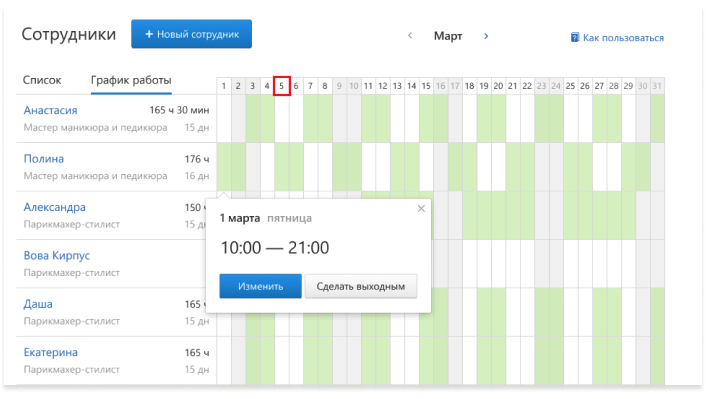 Сотрудники + Новый сотрудник < Март > Как пользоваться
Список График работы 1 2 3 4 5 6 7 8 9 10 11 12 13 14 15 16 17 18 19 20 21 22 23 24 25 26 27 28 29 30 31
Анастасия 165 ч 30 мин
Мастер маникюра и педикюра 15 дн
Полина 176 ч
Мастер маникюра и педикюра 16 дн
Александра 150
Парикмахер-стилист 15
1 марта пятница ×
10:00 — 21:00
Изменить Сделать выходным
Вова Кирпус
Парикмахер-стилист
Даша 165
Парикмахер-стилист 15 дн
Екатерина 165 ч
Парикмахер-стилист 15 дн